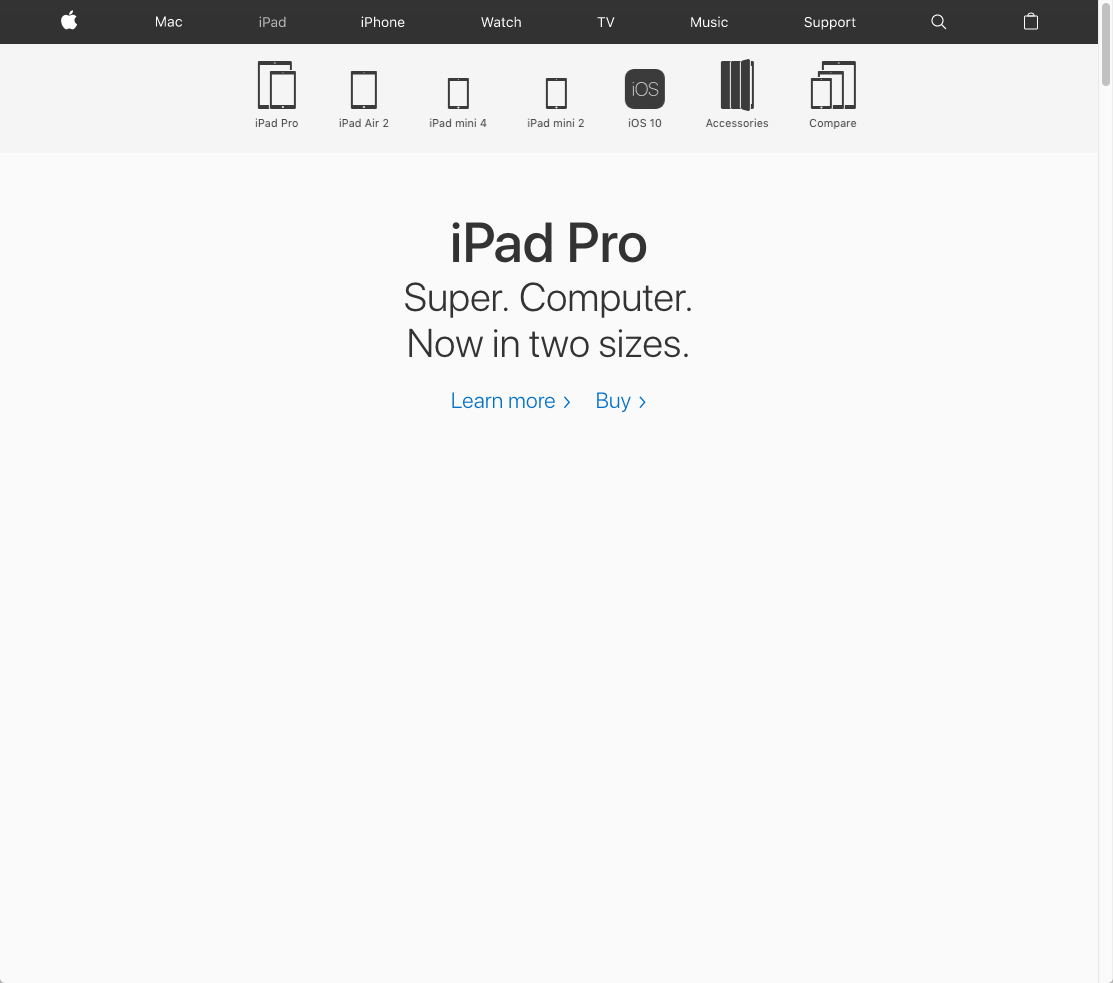 Mac iPad iPhone Watch TV Music Support
iOS
iPad Pro iPad Air 2 iPad mini 4 iPad mini 2 iOS 10 Accessories Compare
iPad Pro
Super. Computer.
Now in two sizes.
Learn more Buy